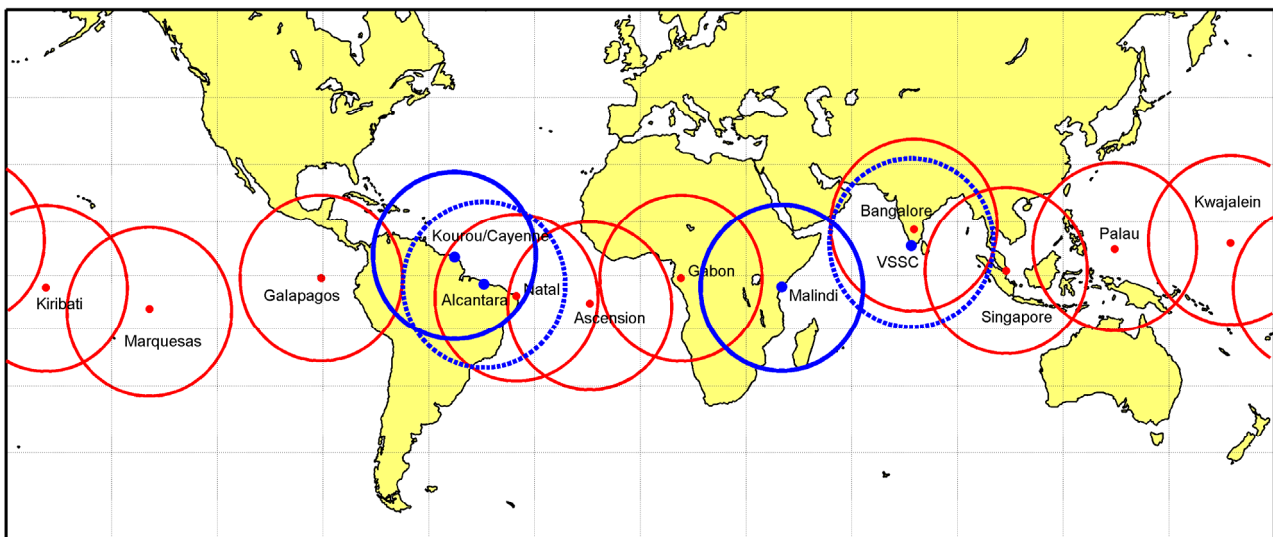 Kwajalein
Bangalore
Palau
Kourou/Cayenne
VSSC
Gabon
Kiribati
Galapagos
Alcantara
Natal
Malindi
Ascension
Singapore
Marquesas